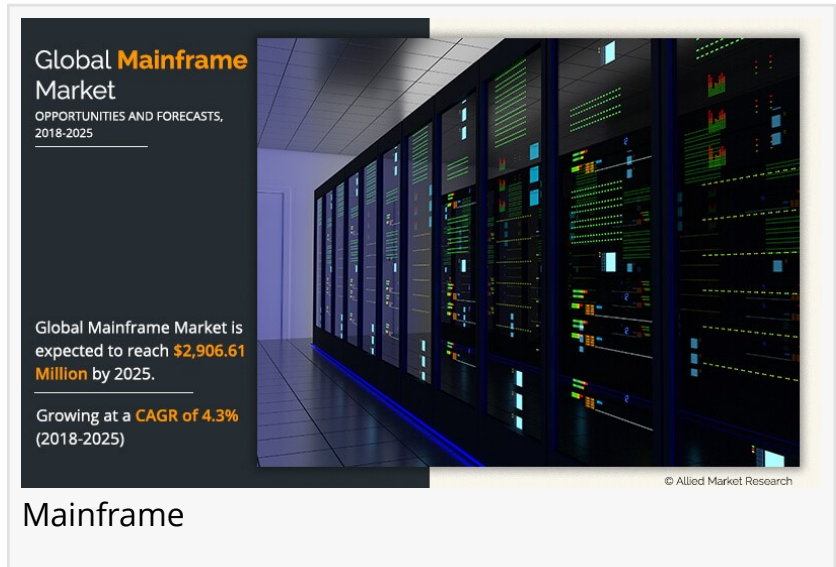 Global Mainframe
Market
OPPORTUNITIES AND FORECASTS,
2018-2025
Global Mainframe Market is
expected to reach $2,906.61
Million by 2025.
Growing at a CAGR of 4.3%
(2018-2025)
© Allied Market Research
Mainframe